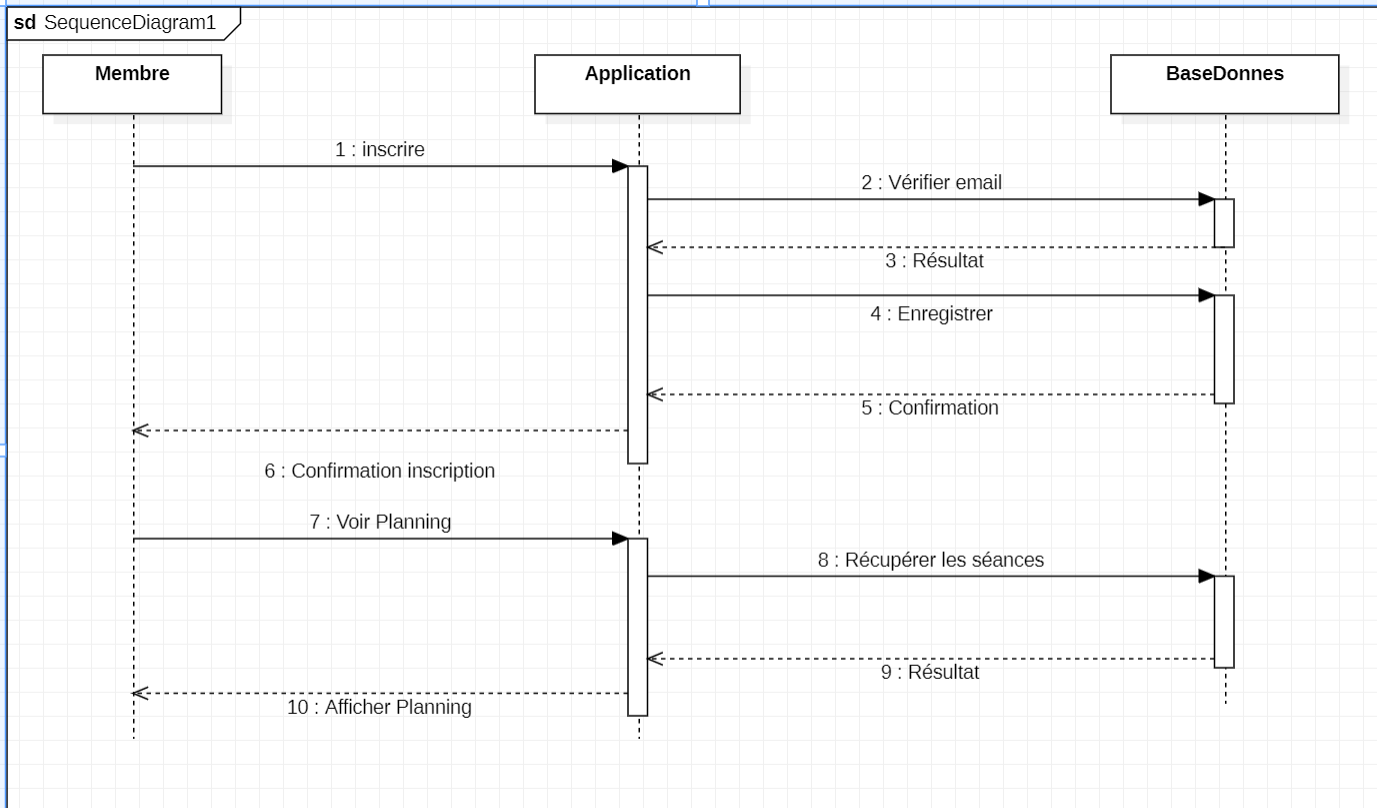 sd SequenceDiagram1
Membre
Application
BaseDonnes
1 : inscrire
2 : Vérifier email
3 : Résultat
4 : Enregistrer
5 : Confirmation
6 : Confirmation inscription
7 : Voir Planning
8 : Récupérer les séances
9 : Résultat
10 : Afficher Planning